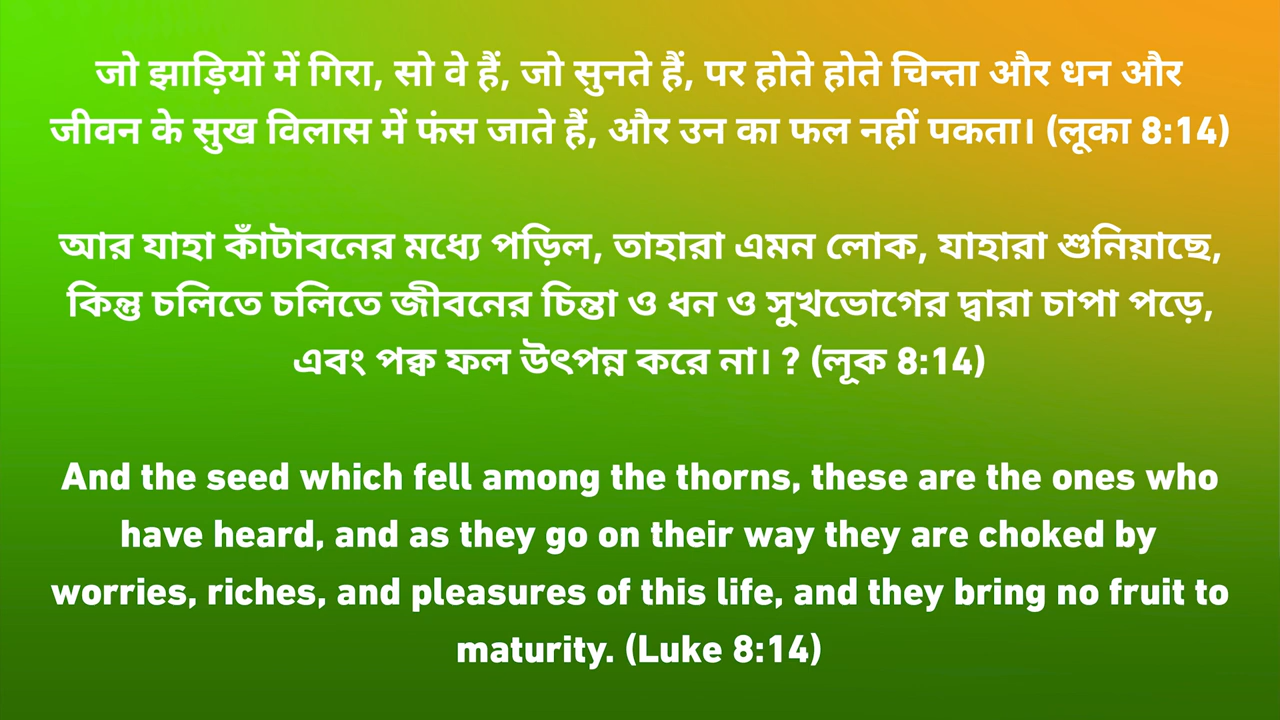 जो झाड़ियों में गिरा, सो वे हैं, जो सुनते हैं, पर होते होते चिन्ता और धन और
जीवन के सुख विलास में फंस जाते हैं, और उन का फल नहीं पकता। (लूका 8:14)
আর যাহা কাঁটাবনের মধ্যে পড়িল, তাহারা এমন লোক, যাহারা শুনিয়াছে,
কিন্তু চলিতে চলিতে জীবনের চিন্তা ও ধন ও সুখভোগের দ্বারা চাপা পড়ে,
এবং পক্ব ফল উৎপন্ন করে না। ? (লূক 8:14)
And the seed which fell among the thorns, these are the ones who
have heard, and as they go on their way they are choked by
worries, riches, and pleasures of this life, and they bring no fruit to
maturity. (Luke 8:14)